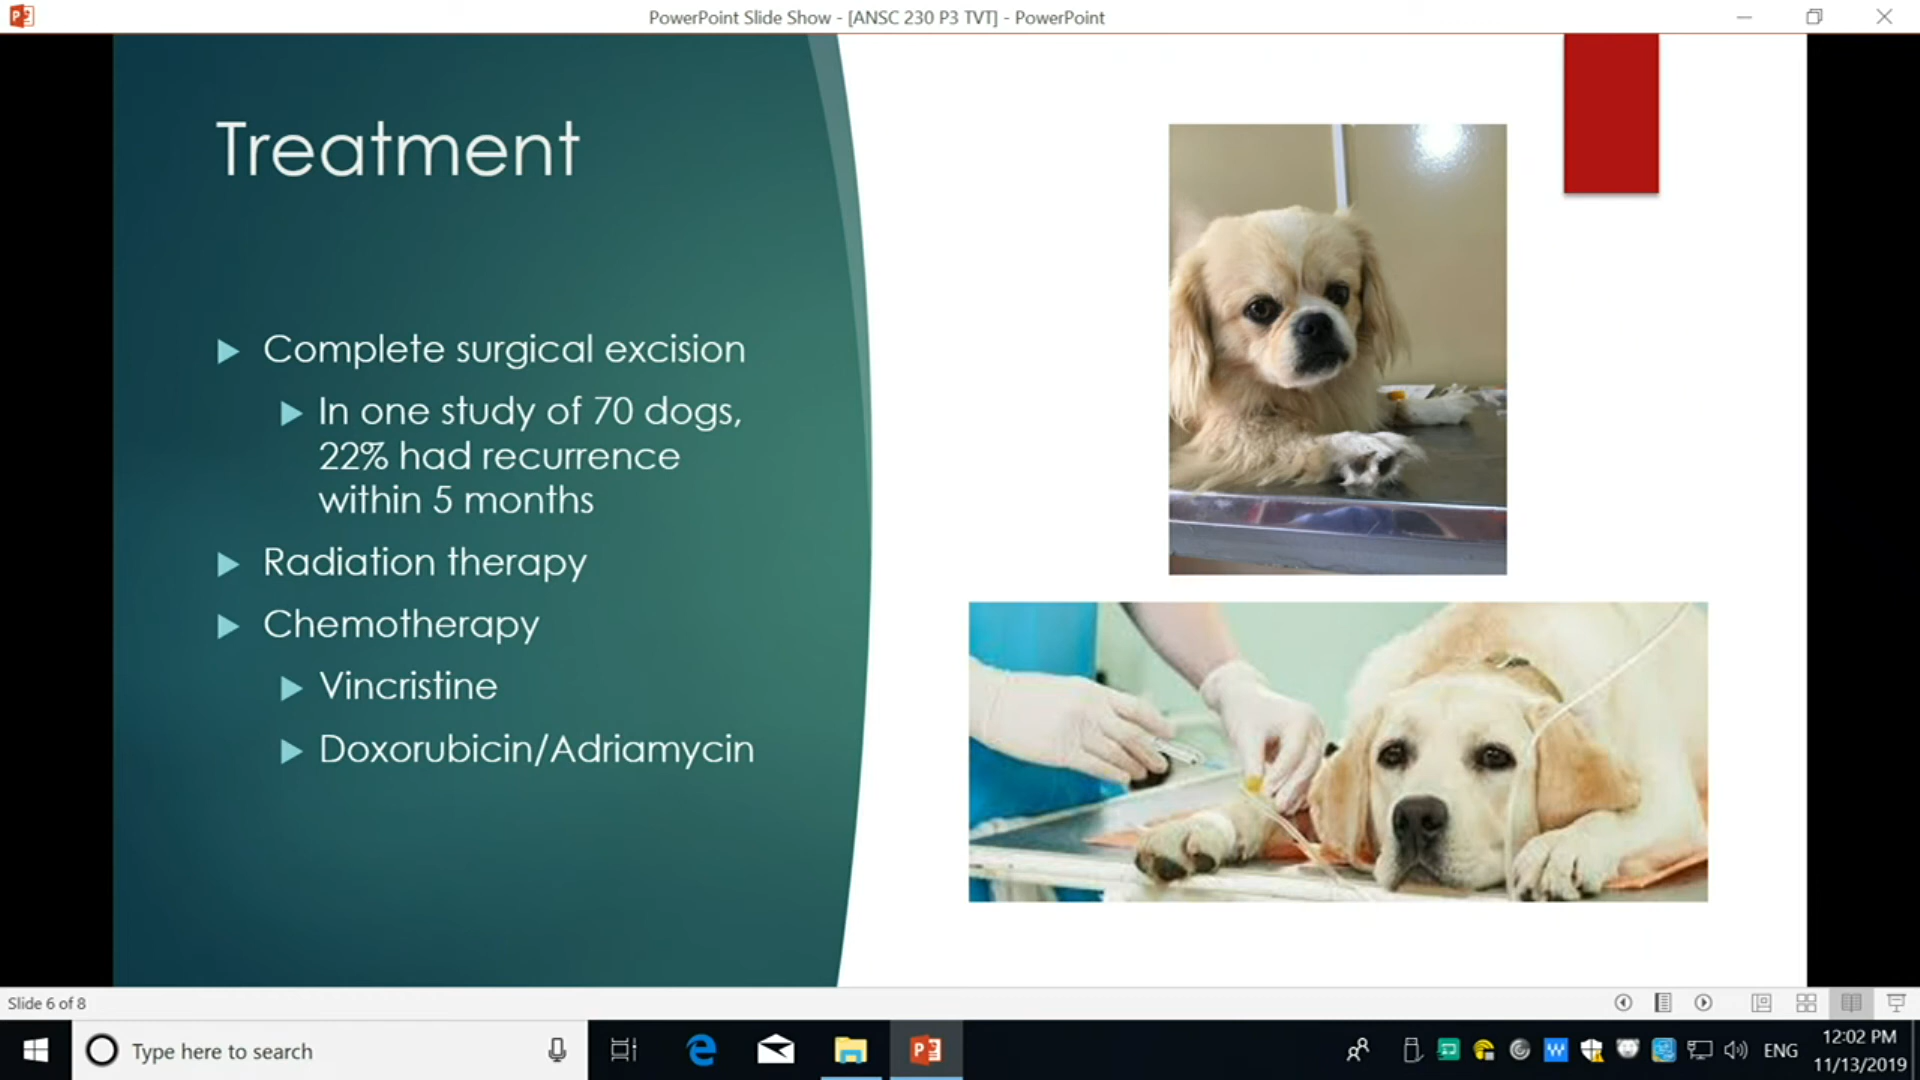 PowerPoint Slide Show - [ANSC 230 P3 TVT] - PowerPoint
Treatment
Complete surgical excision
In one study of 70 dogs,
22% had recurrence
within 5 months
Radiation therapy
Chemotherapy
Vincristine
Doxorubicin/Adriamycin
Slide 6 of 8
Type here to search
ENG
12:02 PM
11/13/2019